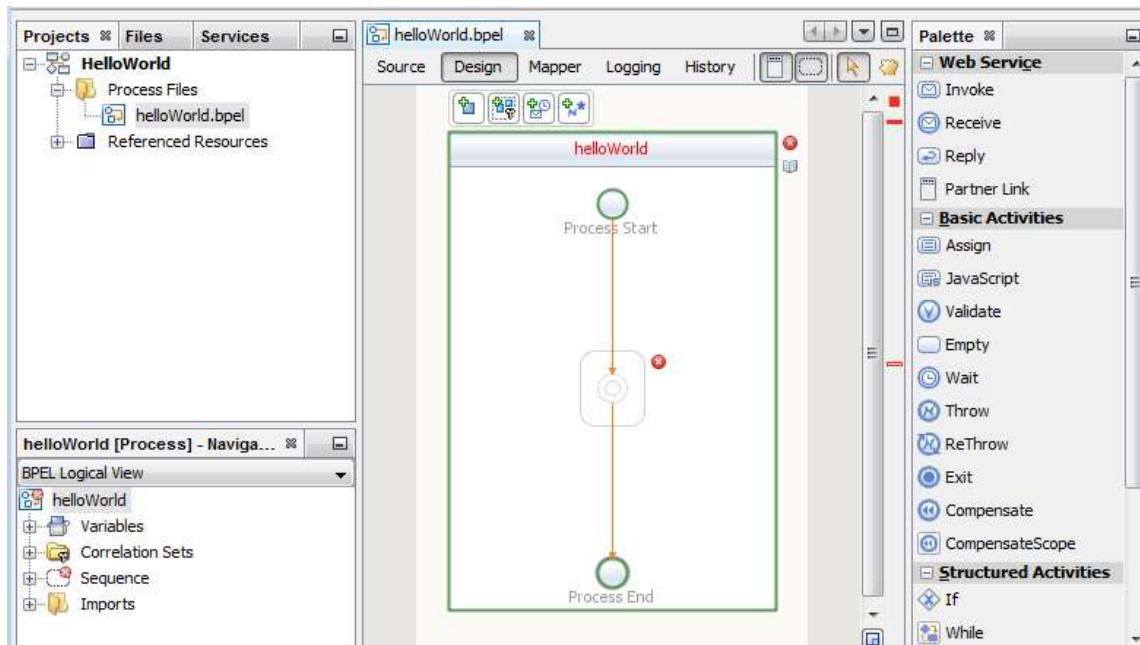 Projects
Files
Services
HelloWorld
Process Files
helloWorld.bpel
Referenced Resources
helloWorld [Process] - Naviga...
BPEL Logical View
helloWorld
Variables
Correlation Sets
Sequence
Imports
helloWorld.bpel
Source Design Mapper Logging History
helloWorld
Process Start
Process End
Palette
Web Service
Invoke
Receive
Reply
Partner Link
Basic Activities
Assign
JavaScript
Validate
Empty
Wait
Throw
ReThrow
Exit
Compensate
CompensateScope
Structured Activities
If
While